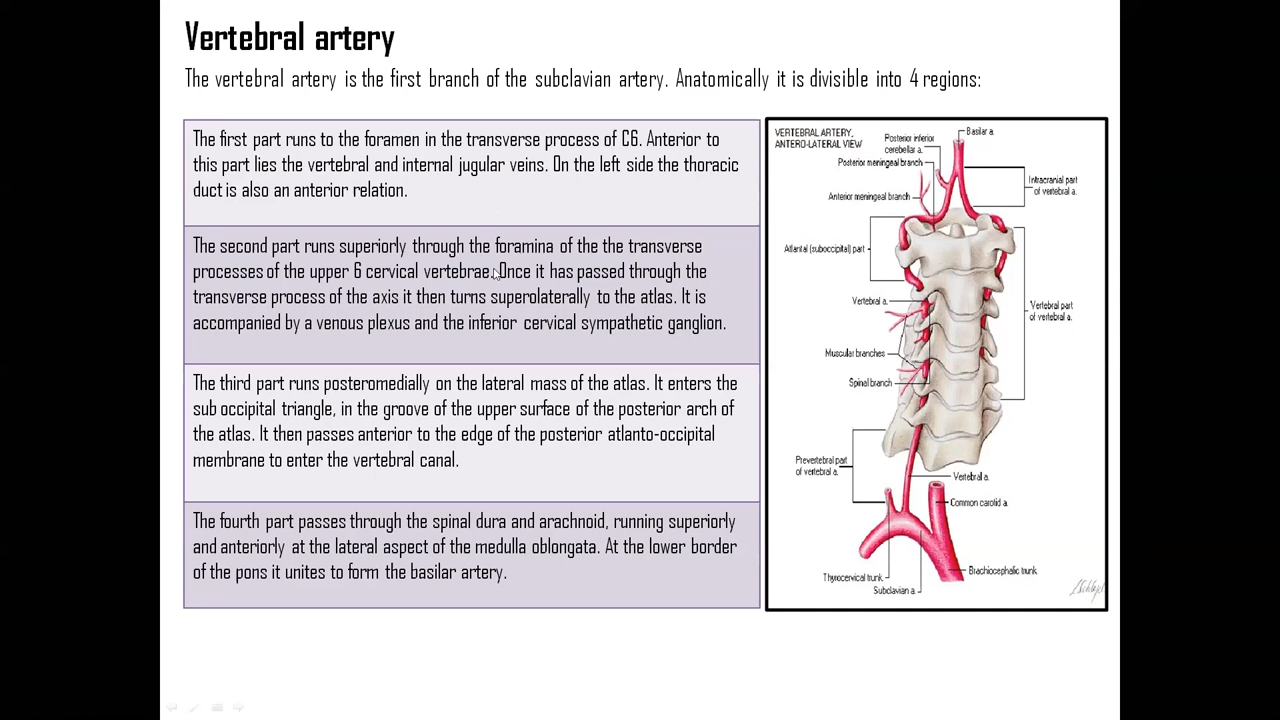 Vertebral artery
The vertebral artery is the first branch of the subclavian artery. Anatomically it is divisible into 4 regions:
The first part runs to the foramen in the transverse process of C6. Anterior to
this part lies the vertebral and internal jugular veins. On the left side the thoracic
duct is also an anterior relation.
The second part runs superiorly through the foramina of the the transverse
processes of the upper 6 cervical vertebrae. Once it has passed through the
transverse process of the axis it then turns superolaterally to the atlas. It is
accompanied by a venous plexus and the inferior cervical sympathetic ganglion.
The third part runs posteromedially on the lateral mass of the atlas. It enters the
sub occipital triangle, in the groove of the upper surface of the posterior arch of
the atlas. It then passes anterior to the edge of the posterior atlanto-occipital
membrane to enter the vertebral canal.
The fourth part passes through the spinal dura and arachnoid, running superiorly
and anteriorly at the lateral aspect of the medulla oblongata. At the lower border
of the pons it unites to form the basilar artery.
VERTEBRAL ARTERY,
ANTERO-LATERAL VIEW
Basilar a.
Posterior inferior
cerebellar a.
Posterior meningeal branch
Intracranial part
of vertebral a.
Anterior meningeal branch
Atlantal (suboccipital) part
Vertebral a.
Vertebral part
of vertebral a.
Muscular branches
Spinal branch
Prevertebral part
of vertebral a.
Vertebral a.
Common carotid a.
Brachiocephalic trunk
Thyrocervical trunk
Subclavian a.